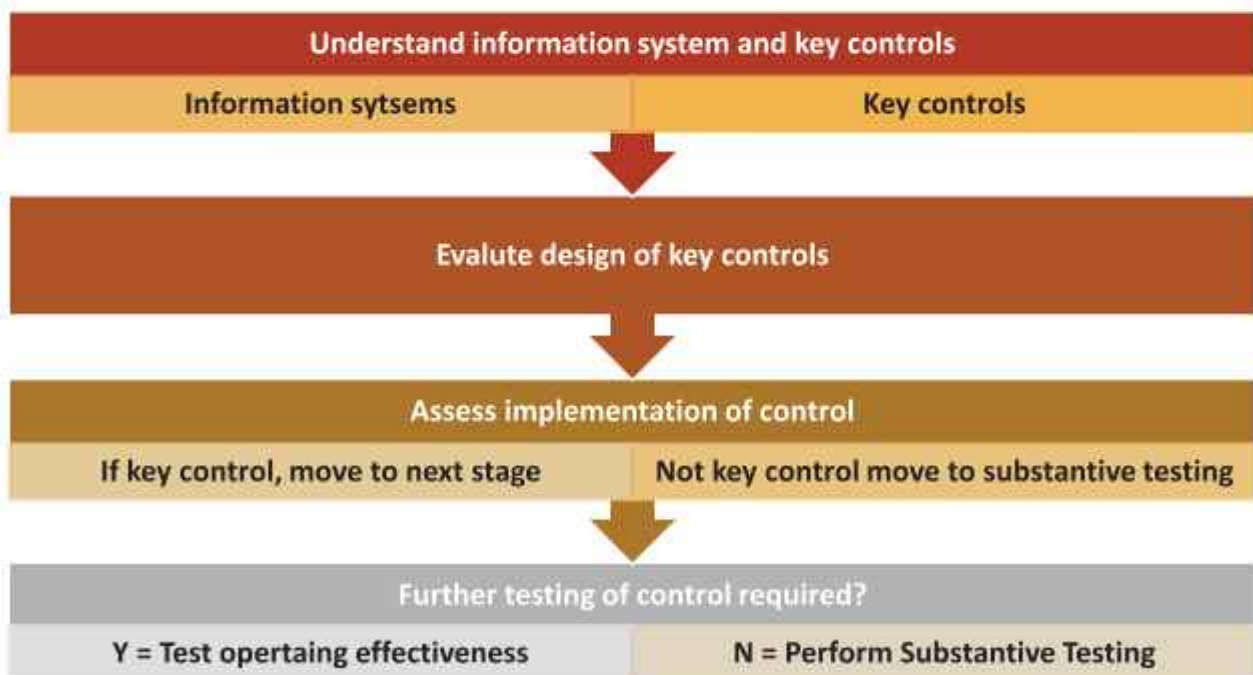 Understand information system and key controls
Information sytsems
Key controls
Evalute design of key controls
Assess implementation of control
If key control, move to next stage
Not key control move to substantive testing
Further testing of control required?
Y = Test opertaing effectiveness
N = Perform Substantive Testing